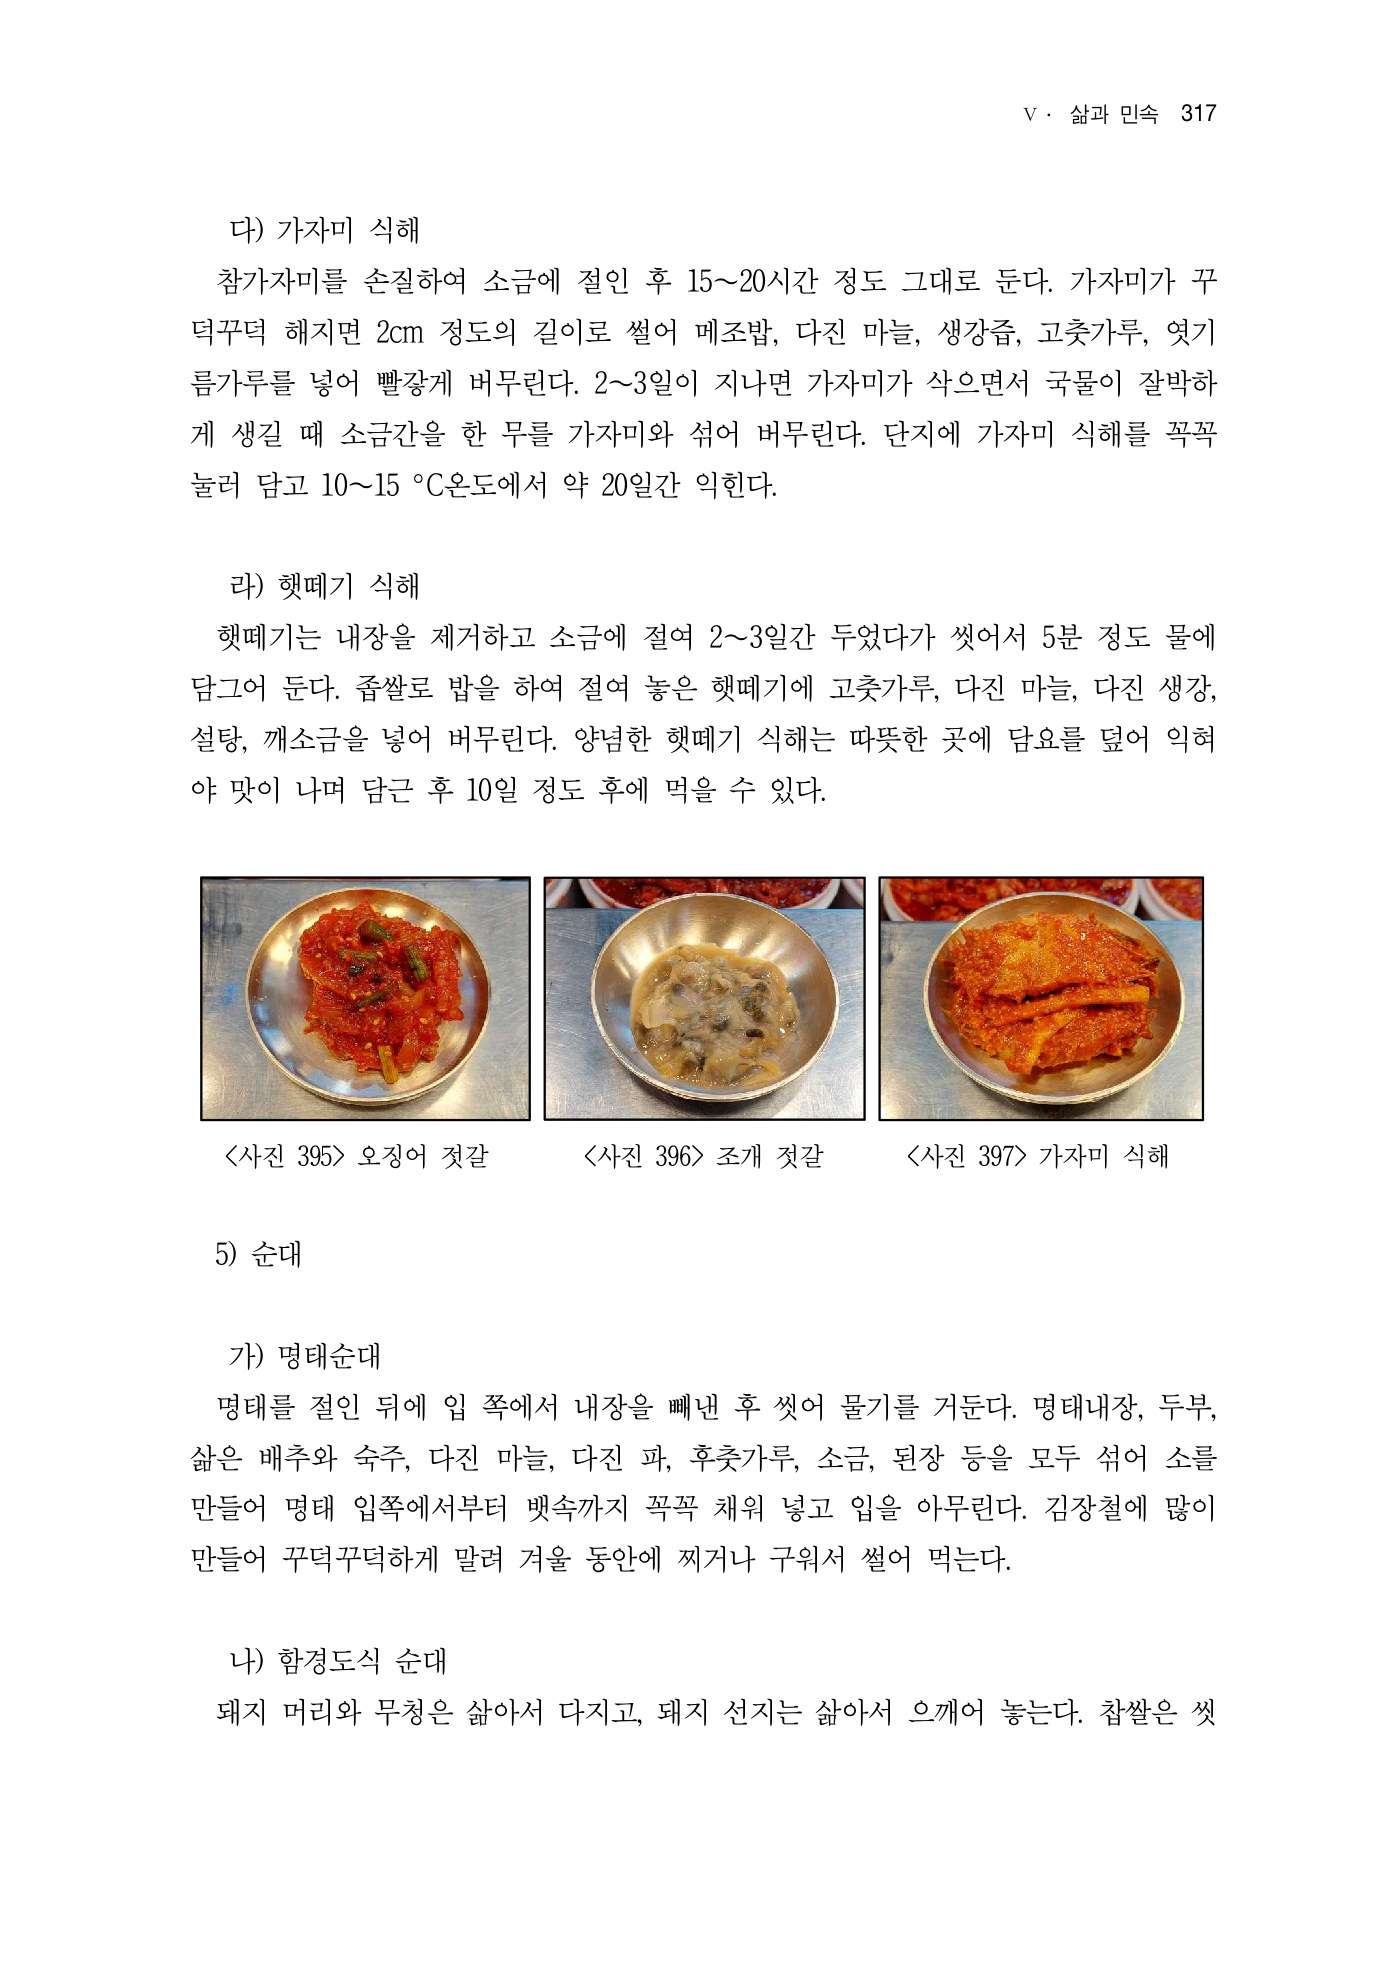 V · 삶과 민속 317
다) 가자미 식해
참가자미를 손질하여 소금에 절인 후 15~20시간 정도 그대로 둔다. 가자미가 꾸
덕꾸덕 해지면 2cm 정도의 길이로 썰어 메조밥, 다진 마늘, 생강즙, 고춧가루, 엿기
름가루를 넣어 빨갛게 버무린다. 2~3일이 지나면 가자미가 삭으면서 국물이 잘박하
게 생길 때 소금간을 한 무를 가자미와 섞어 버무린다. 단지에 가자미 식해를 꼭꼭
눌러 담고 10~15 °C온도에서 약 20일간 익힌다.
라) 햇떼기 식해
햇떼기는 내장을 제거하고 소금에 절여 2~3일간 두었다가 씻어서 5분 정도 물에
담그어 둔다. 좁쌀로 밥을 하여 절여 놓은 햇떼기에 고춧가루, 다진 마늘, 다진 생강,
설탕, 깨소금을 넣어 버무린다. 양념한 햇떼기 식해는 따뜻한 곳에 담요를 덮어 익혀
야 맛이 나며 담근 후 10일 정도 후에 먹을 수 있다.
<사진 395> 오징어 젓갈
<사진 396> 조개 젓갈
<사진 397> 가자미 식해
5) 순대
가) 명태순대
명태를 절인 뒤에 입 쪽에서 내장을 빼낸 후 씻어 물기를 거둔다. 명태내장, 두부,
삶은 배추와 숙주, 다진 마늘, 다진 파, 후춧가루, 소금, 된장 등을 모두 섞어 소를
만들어 명태 입쪽에서부터 뱃속까지 꼭꼭 채워 넣고 입을 아무린다. 김장철에 많이
만들어 꾸덕꾸덕하게 말려 겨울 동안에 찌거나 구워서 썰어 먹는다.
나) 함경도식 순대
돼지 머리와 무청은 삶아서 다지고, 돼지 선지는 삶아서 으깨어 놓는다. 찹쌀은 씻